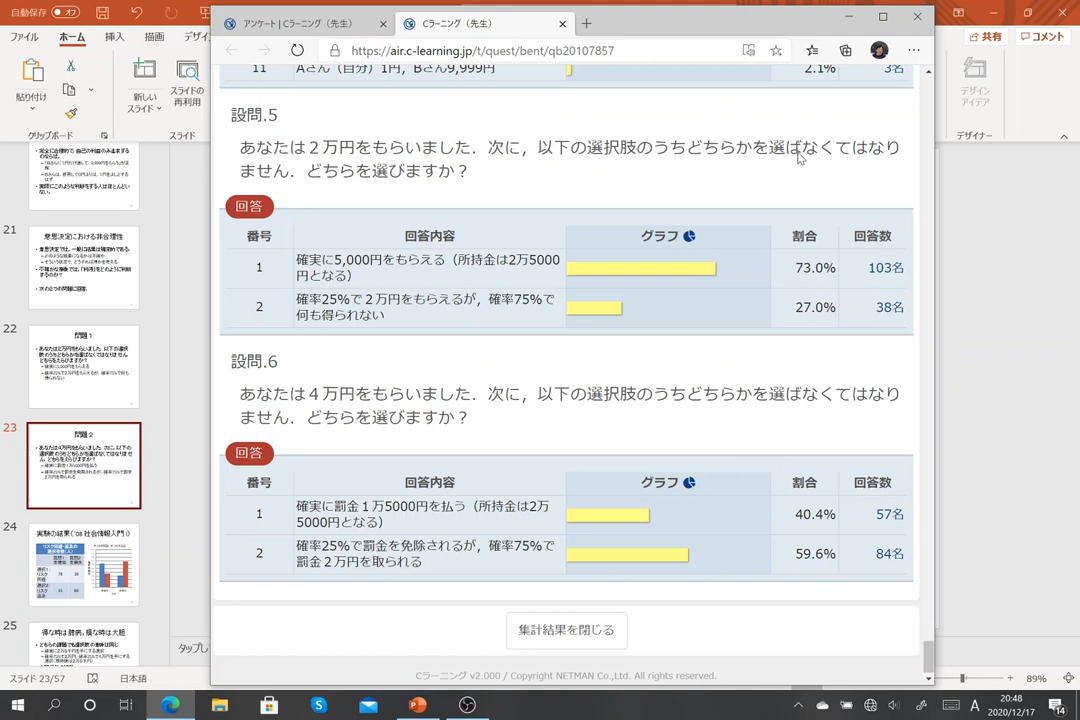 自動保存 オフ
アンケート | Cラーニング（先生）
Cラーニング（先生）
https://air.c-learning.jp/t/quest/bent/qb20107857
ファイル ホーム 挿入 描画 デザイ
共有 コメント
貼り付け
新しい
スライド
スライドの
再利用
クリップボード
スライド
デザイン
アイデア
デザイナー
11 Aさん（自分）1円，Bさん9,999円 2.1% 3名
設問.5
あなたは２万円をもらいました．次に，以下の選択肢のうちどちらかを選ばなくてはなり
ません．どちらを選びますか？
回答
番号 回答内容 グラフ 割合 回答数
1 確実に5,000円をもらえる（所持金は2万5000
円となる） 73.0% 103名
2 確率25%で２万円をもらえるが，確率75%で
何も得られない 27.0% 38名
設問.6
あなたは４万円をもらいました．次に，以下の選択肢のうちどちらかを選ばなくてはなり
ません．どちらを選びますか？
回答
番号 回答内容 グラフ 割合 回答数
1 確実に罰金１万5000円を払う（所持金は2万
5000円となる） 40.4% 57名
2 確率25%で罰金を免除されるが，確率75%で
罰金２万円を取られる 59.6% 84名
集計結果を閉じる
Cラーニング v2.000 / Copyright NETMAN Co.,Ltd. All rights reserved.
21
意思決定における非合理性
22
問題１
23
問題２
24
実験の結果('08 社会情報入門 I)
25
得な時は臆病，損な時は大胆
タップし
スライド 23/57 日本語
89%
A
20:48
2020/12/17
14